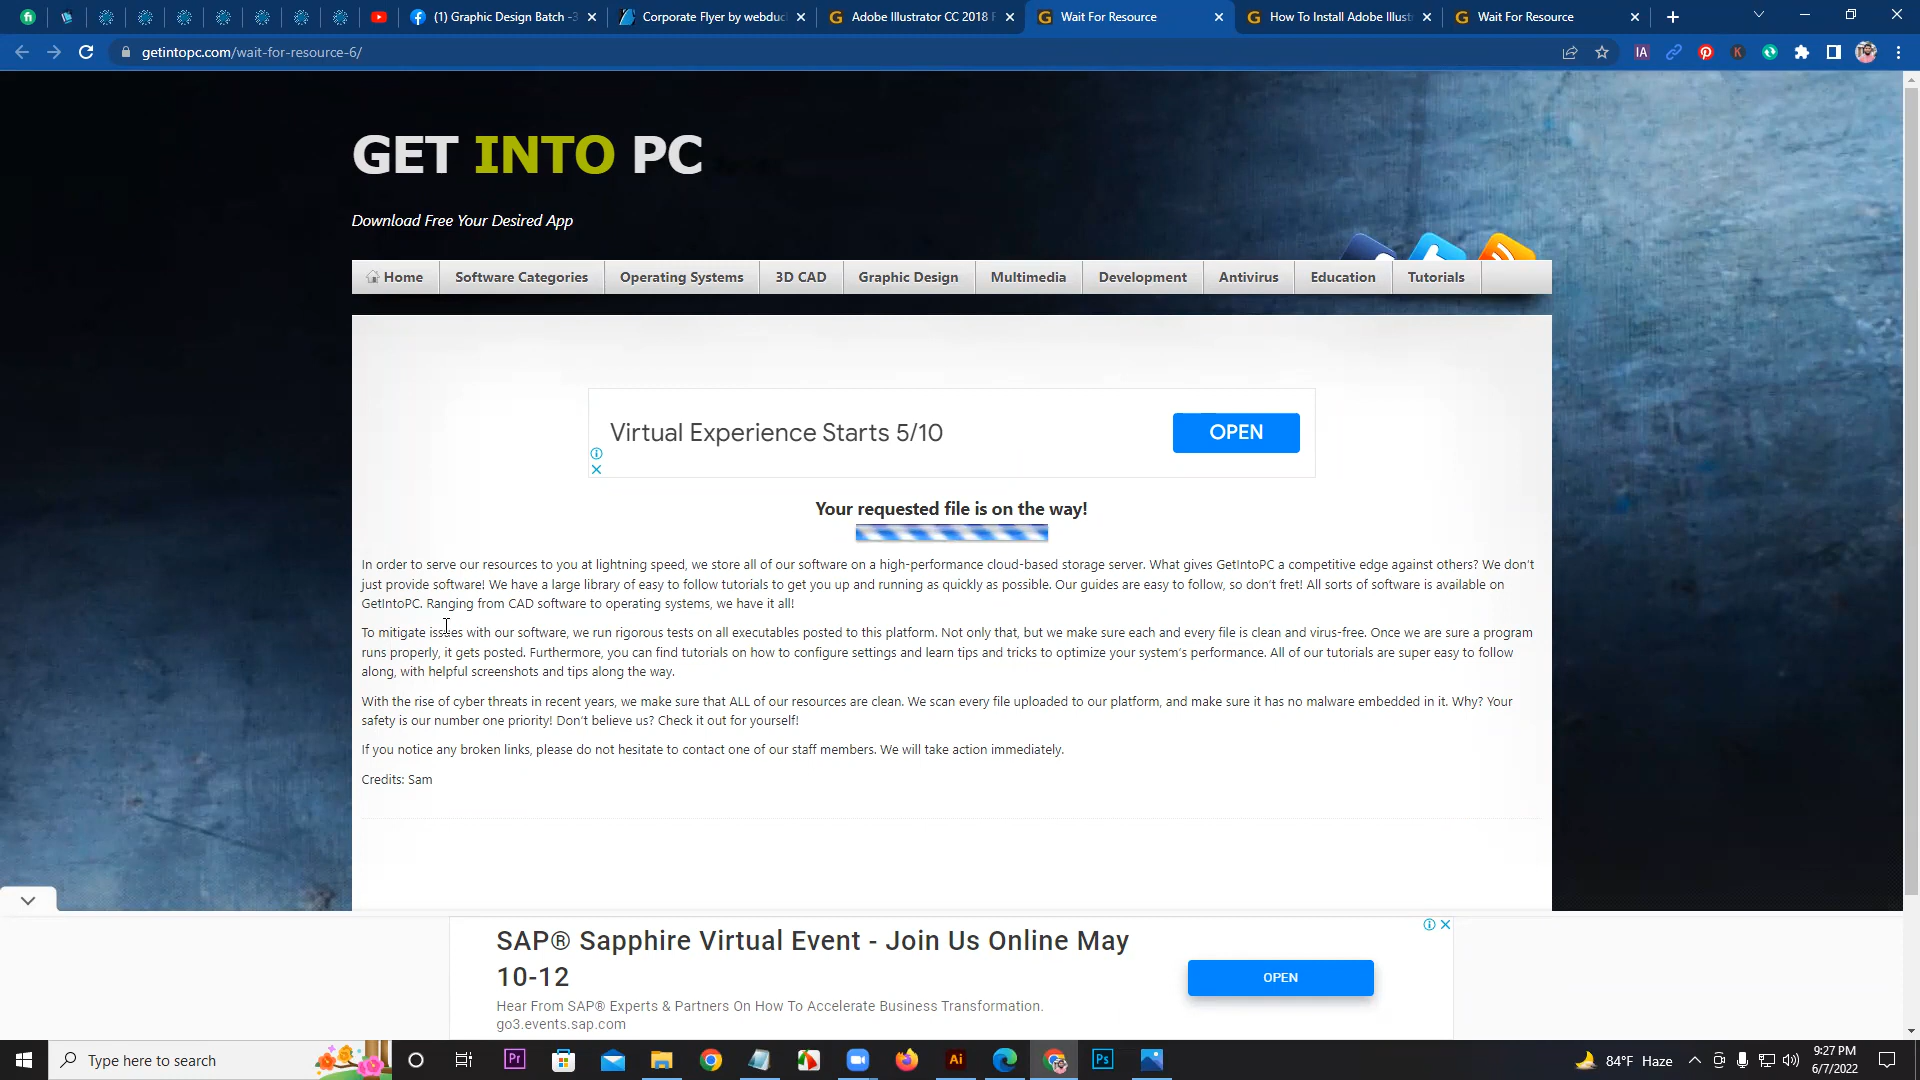 (1) Graphic Design Batch -3
Corporate Flyer by webduc
Adobe Illustrator CC 2018 F
Wait For Resource
How To Install Adobe Illust
Wait For Resource
getintopc.com/wait-for-resource-6/
GET INTO PC
Download Free Your Desired App
Home
Software Categories
Operating Systems
3D CAD
Graphic Design
Multimedia
Development
Antivirus
Education
Tutorials
Virtual Experience Starts 5/10
OPEN
Your requested file is on the way!
In order to serve our resources to you at lightning speed, we store all of our software on a high-performance cloud-based storage server. What gives GetIntoPC a competitive edge against others? We don't
just provide software! We have a large library of easy to follow tutorials to get you up and running as quickly as possible. Our guides are easy to follow, so don't fret! All sorts of software is available on
GetIntoPC. Ranging from CAD software to operating systems, we have it all!
To mitigate issues with our software, we run rigorous tests on all executables posted to this platform. Not only that, but we make sure each and every file is clean and virus-free. Once we are sure a program
runs properly, it gets posted. Furthermore, you can find tutorials on how to configure settings and learn tips and tricks to optimize your system's performance. All of our tutorials are super easy to follow
along, with helpful screenshots and tips along the way.
With the rise of cyber threats in recent years, we make sure that ALL of our resources are clean. We scan every file uploaded to our platform, and make sure it has no malware embedded in it. Why? Your
safety is our number one priority! Don't believe us? Check it out for yourself!
If you notice any broken links, please do not hesitate to contact one of our staff members. We will take action immediately.
Credits: Sam
SAP® Sapphire Virtual Event - Join Us Online May
10-12
OPEN
Hear From SAP® Experts & Partners On How To Accelerate Business Transformation.
go3.events.sap.com
Type here to search
Pr
Ai
Ps
84°F Haze
9:27 PM
6/7/2022